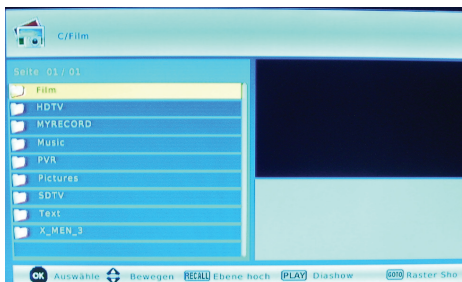 C/Film
Seite 01/01
Film
HDTV
MYRECORD
Music
PVR
Pictures
SDTV
Text
X_MEN_3
OK Auswähle Bewegen RECALL Ebene hoch PLAY Diashow GOTO Raster Sho